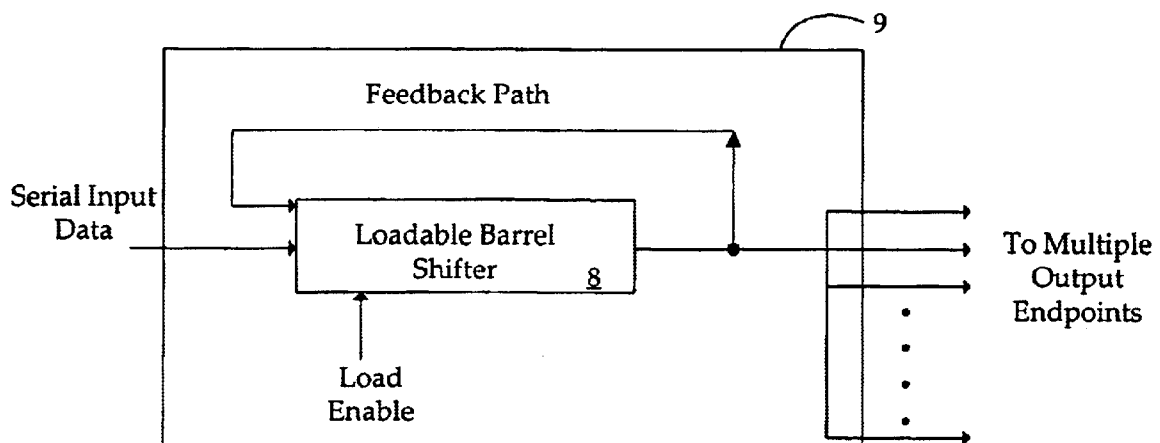 9
Feedback Path
Serial Input
Data
Loadable Barrel
Shifter
8
To Multiple
Output
Endpoints
Load
Enable